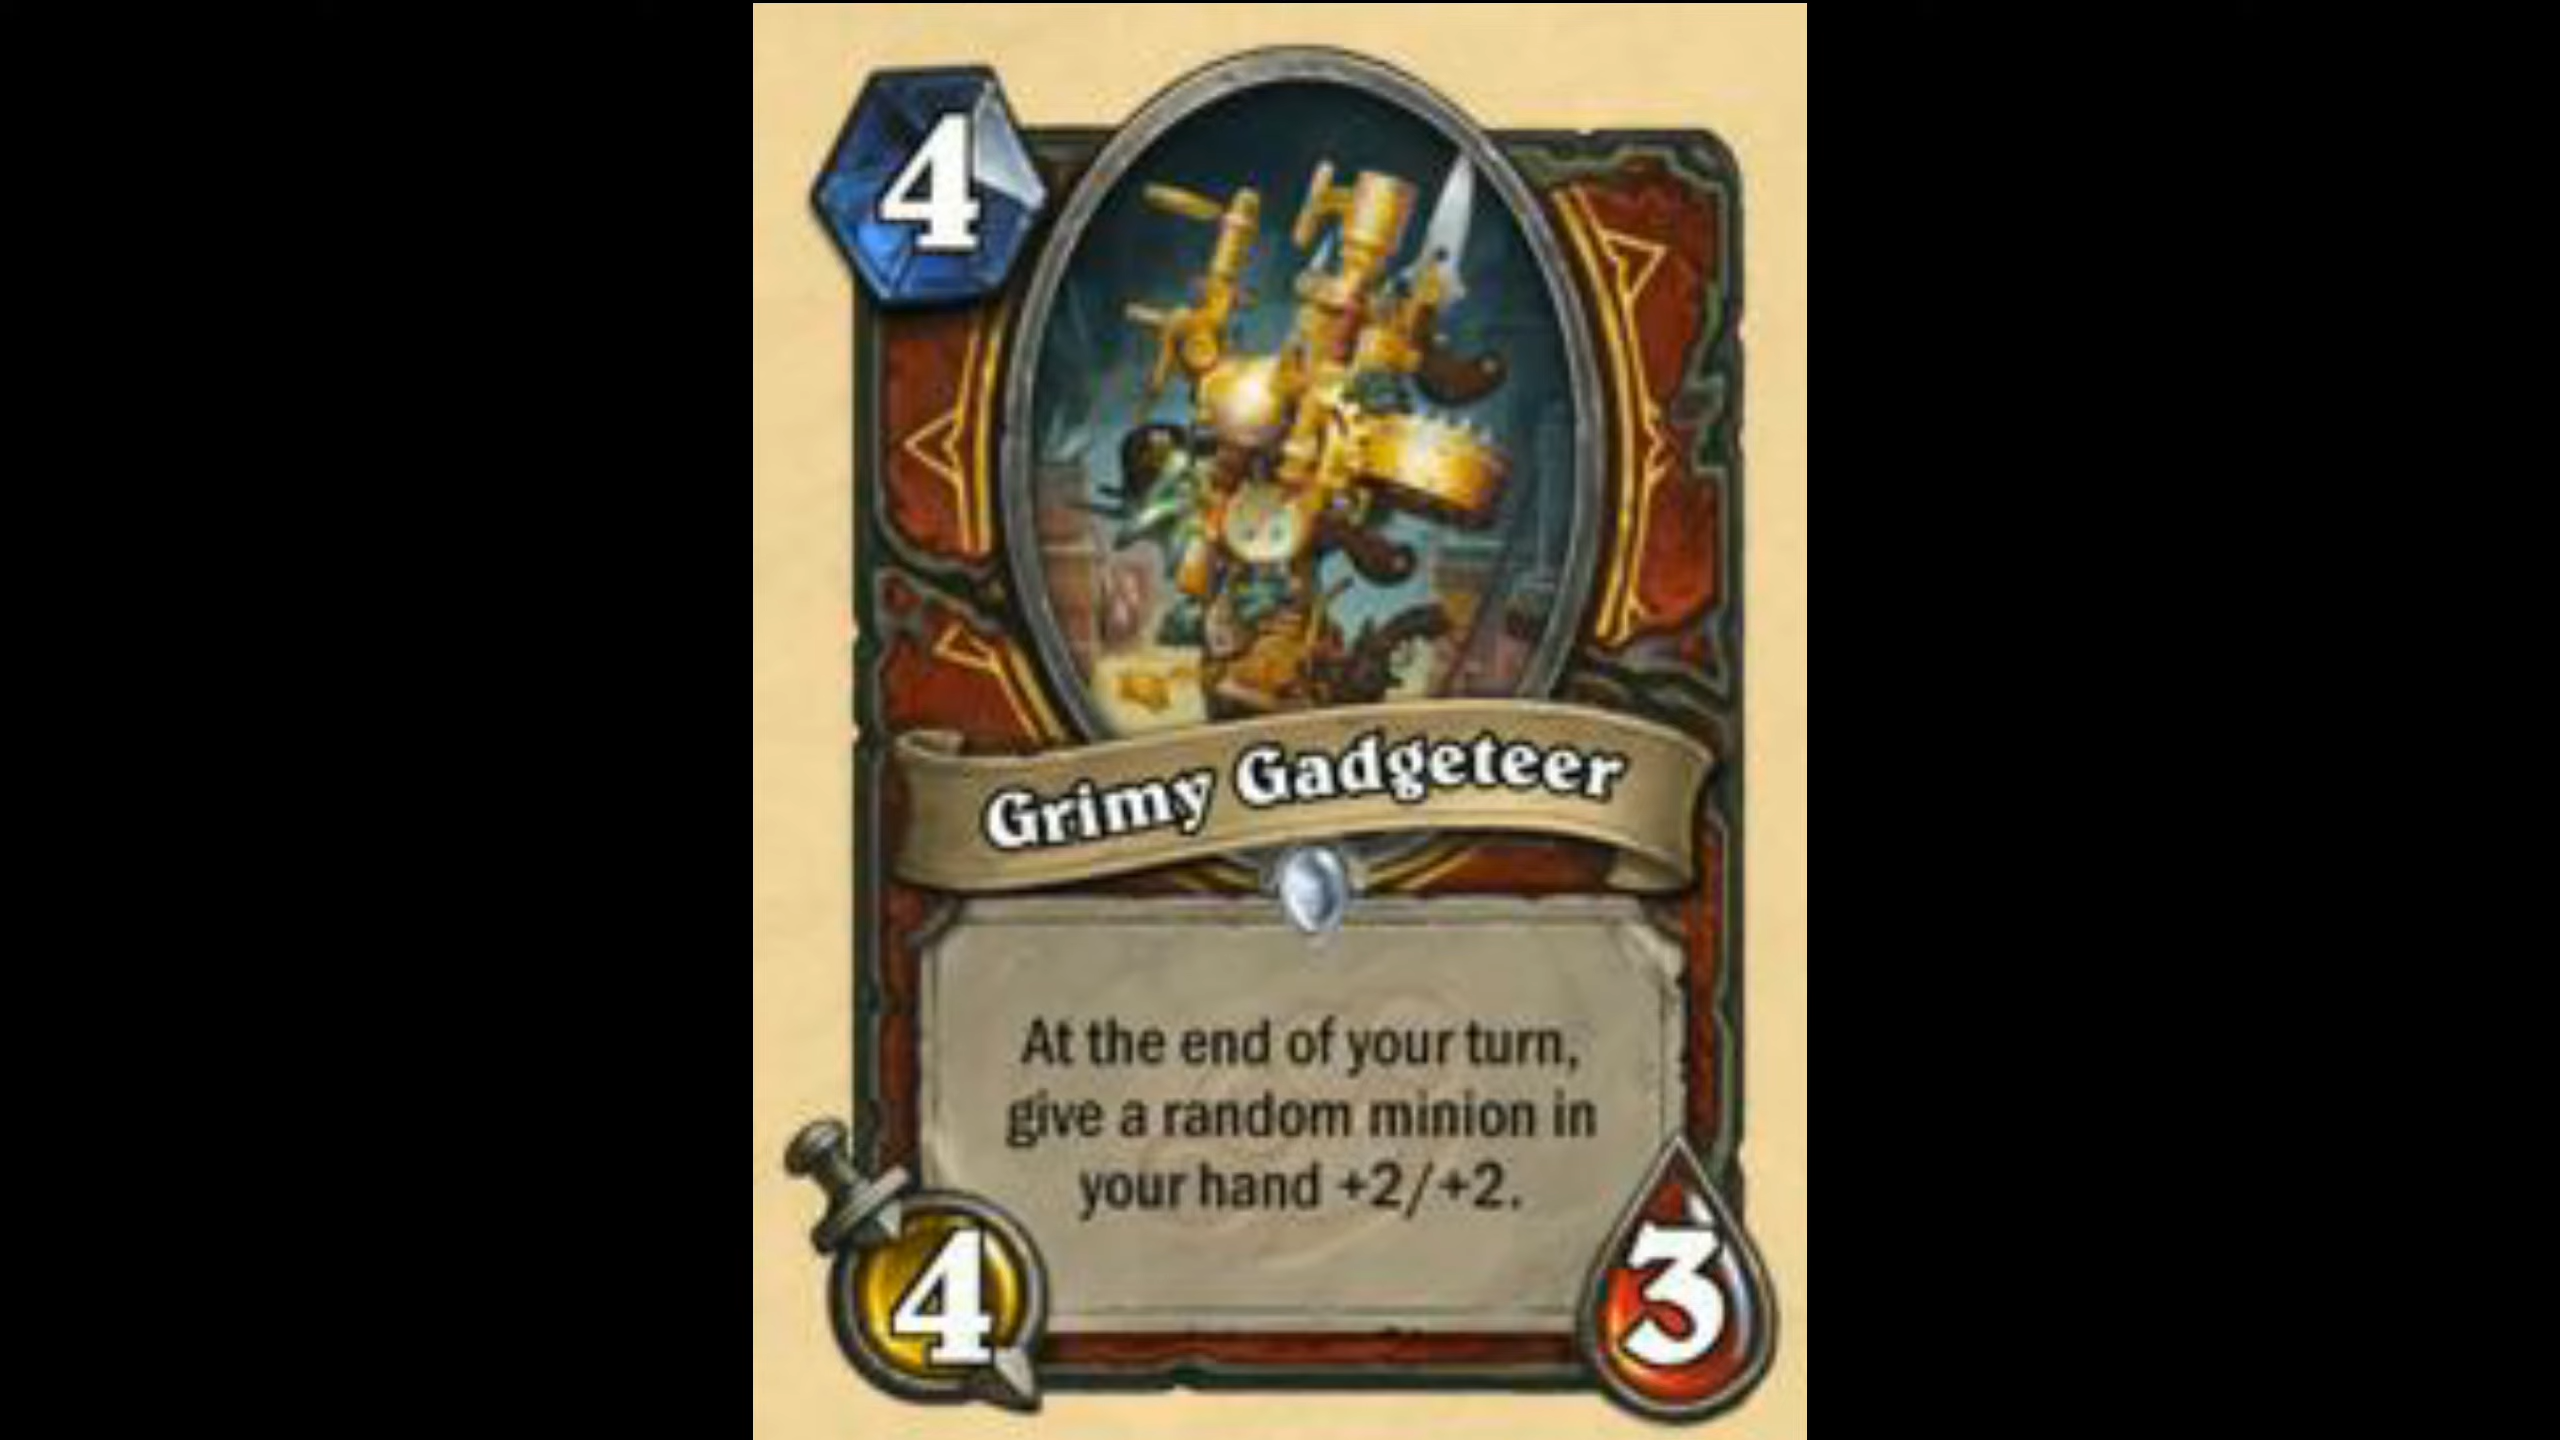 4
Grimy Gadgeteer
At the end of your turn,
give a random minion in
your hand +2/+2.
4
3